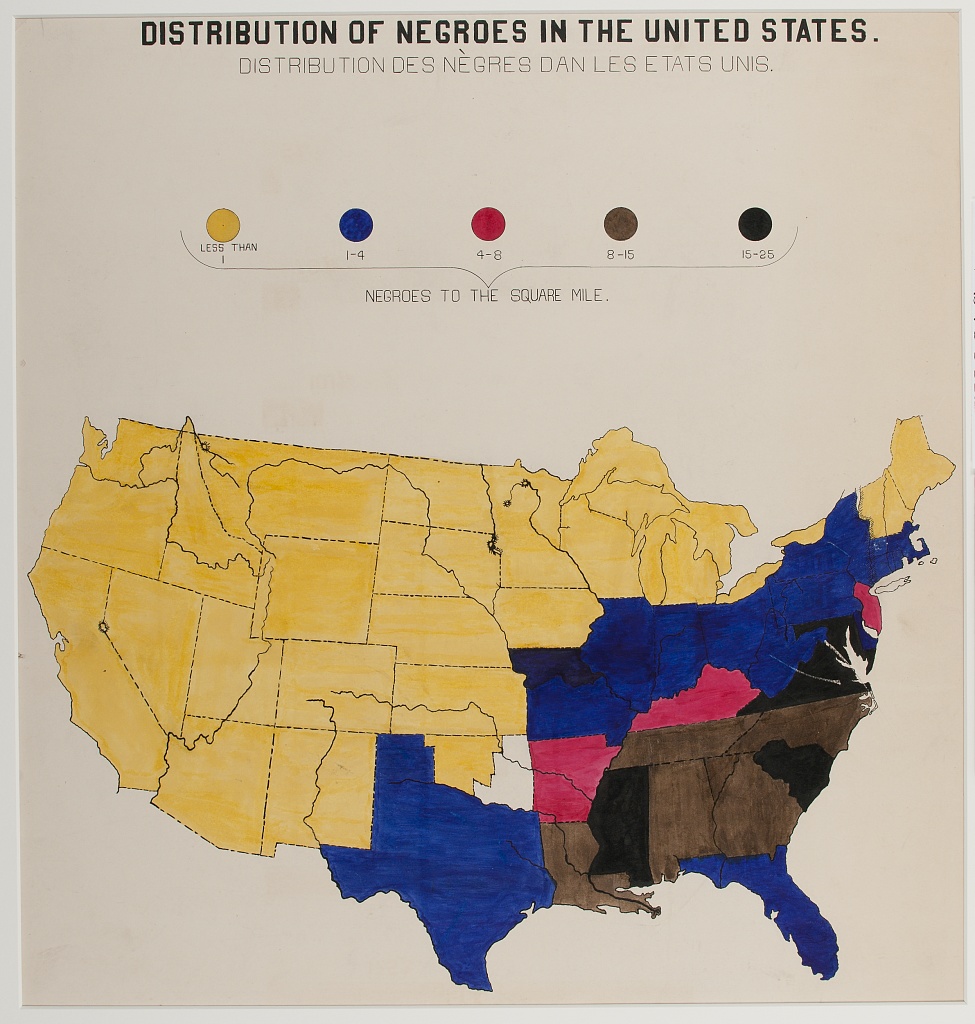 DISTRIBUTION OF NEGROES IN THE UNITED STATES.
DISTRIBUTION DES NÈGRES DAN LES ETATS UNIS.
LESS THAN
1
1-4
4-8
8-15
15-25
NEGROES TO THE SQUARE MILE.